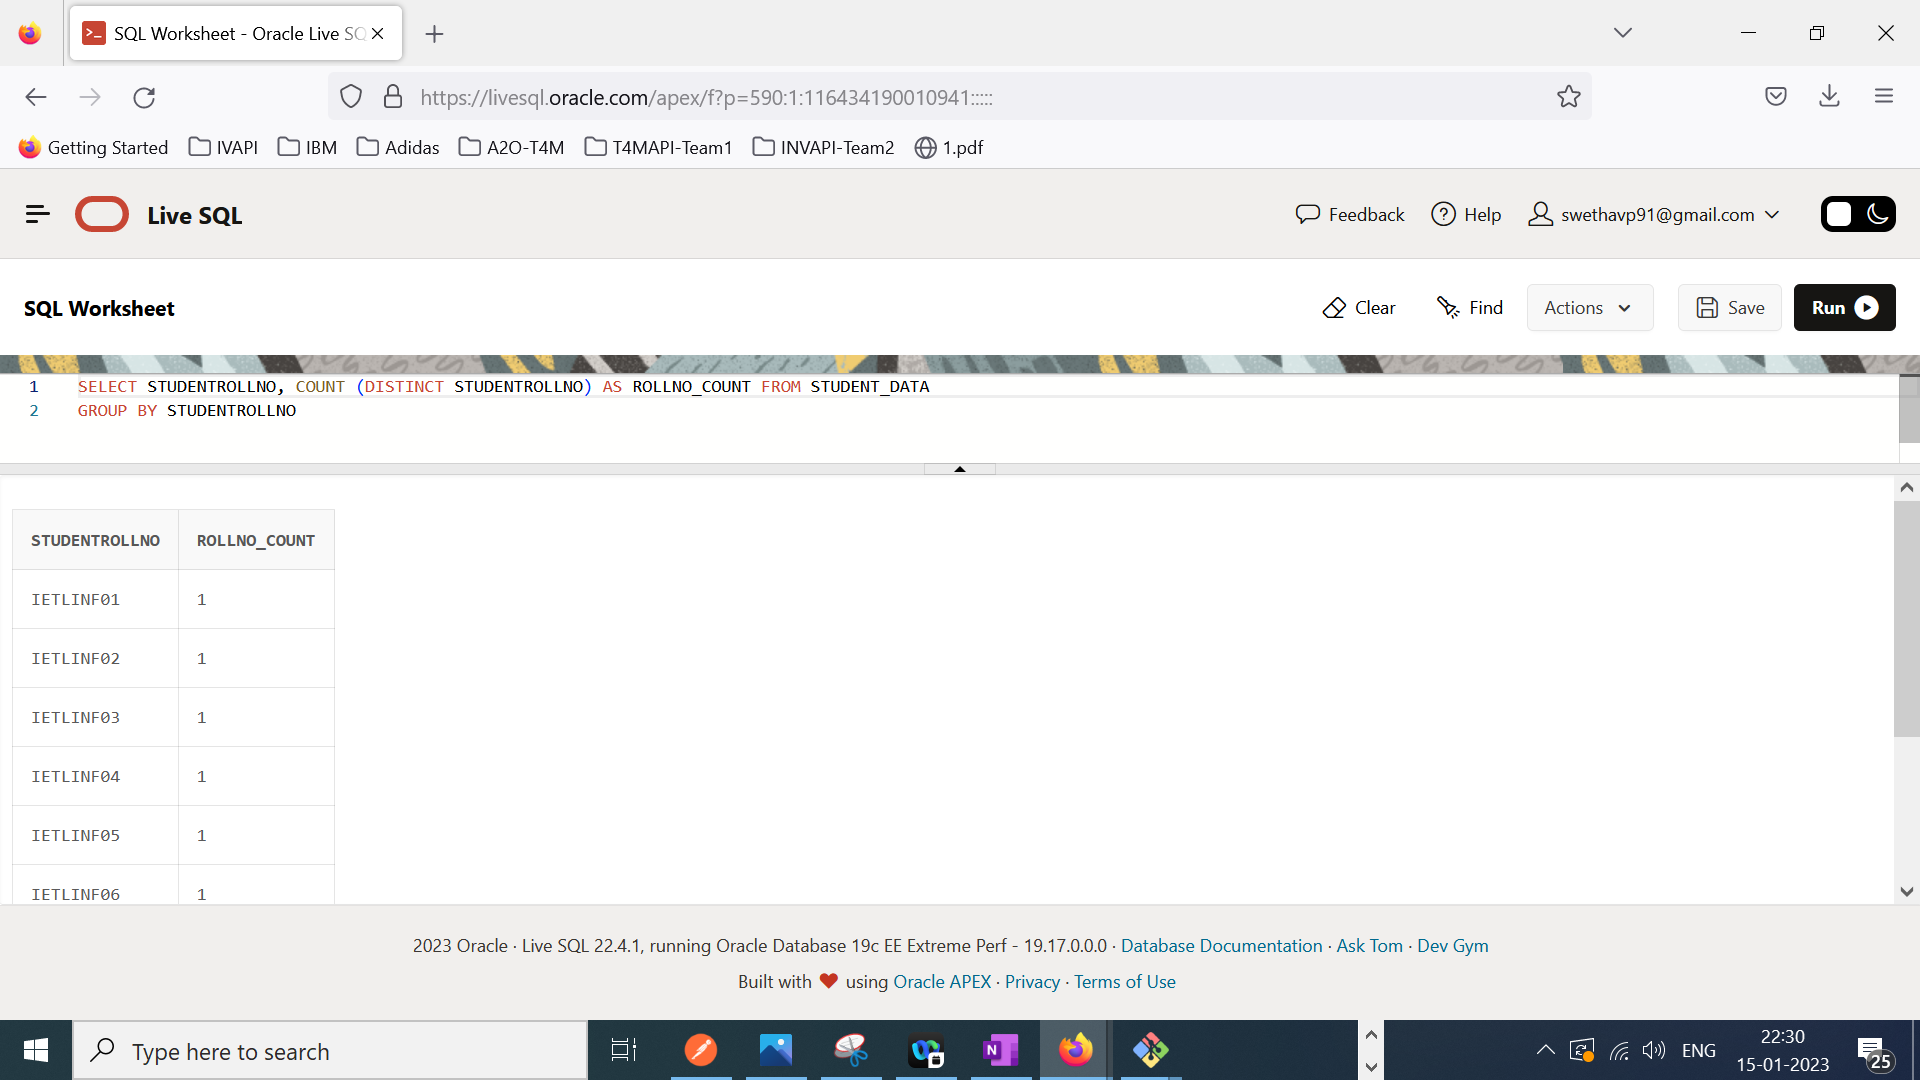 SQL Worksheet - Oracle Live SQ
https://livesql.oracle.com/apex/f?p=590:1:116434190010941:::::
Getting Started IVAPI IBM Adidas A2O-T4M T4MAPI-Team1 INVAPI-Team2 1.pdf
Live SQL Feedback Help swethavp91@gmail.com
SQL Worksheet Clear Find Actions Save Run
1 SELECT STUDENTROLLNO, COUNT (DISTINCT STUDENTROLLNO) AS ROLLNO_COUNT FROM STUDENT_DATA
2 GROUP BY STUDENTROLLNO
STUDENTROLLNO ROLLNO_COUNT
IETLINF01 1
IETLINF02 1
IETLINF03 1
IETLINF04 1
IETLINF05 1
IETLINF06 1
2023 Oracle · Live SQL 22.4.1, running Oracle Database 19c EE Extreme Perf - 19.17.0.0.0 · Database Documentation · Ask Tom · Dev Gym
Built with ❤ using Oracle APEX · Privacy · Terms of Use
Type here to search
N
ENG
22:30
15-01-2023
25